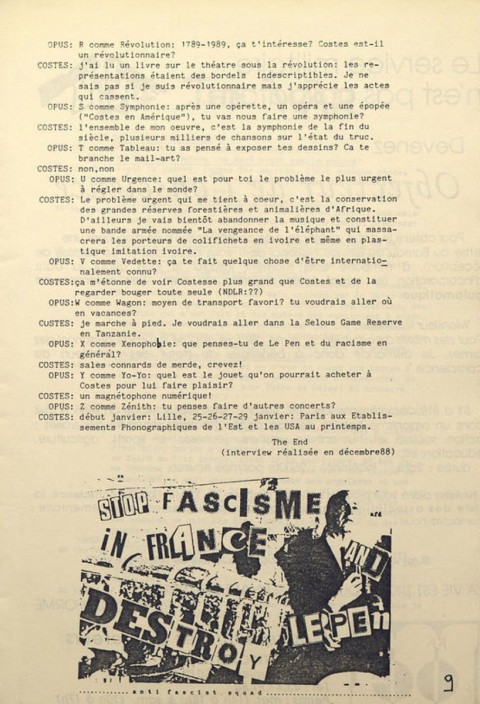 OPUS: R comme Révolution: 1789-1989, ça t'intéresse? Costes est-il
un révolutionnaire?
COSTES: j'ai lu un livre sur le théatre sous la révolution: les re-
présentations étaient des bordels indescriptibles. Je ne
sais pas si je suis révolutionnaire mais j'apprécie les actes
qui cassent.
OPUS: S comme Symphonie: après une opérette, un opéra et une épopée
("Costes en Amérique"), tu vas nous faire une symphonie?
COSTES: l'ensemble de mon oeuvre, c'est la symphonie de la fin du
siècle, plusieurs milliers de chansons sur l'état du truc.
OPUS: T comme Tableau: tu as pensé à exposer tes dessins? Ca te
branche le mail-art?
COSTES: non,non
OPUS: U comme Urgence: quel est pour toi le problème le plus urgent
à régler dans le monde?
COSTES: Le problème urgent qui me tient à coeur, c'est la conservation
des grandes réserves forestières et animalières d'Afrique.
D'ailleurs je vais bientôt abandonner la musique et constituer
une bande armée nommée "La vengeance de l'éléphant" qui massa-
crera les porteurs de colifichets en ivoire et même en plas-
tique imitation ivoire.
OPUS: V comme Vedette: ça te fait quelque chose d'être internatio-
nalement connu?
COSTES:ça m'étonne de voir Costesse plus grand que Costes et de la
regarder bouger toute seule (NDLR:??)
OPUS:W comme Wagon: moyen de transport favori? tu voudrais aller où
en vacances?
COSTES: je marche à pied. Je voudrais aller dans la Selous Game Reserve
en Tanzanie.
OPUS: X comme Xenophobie: que penses-tu de Le Pen et du racisme en
général?
COSTES: sales connards de merde, crevez!
OPUS: Y comme Yo-Yo: quel est le jouet qu'on pourrait acheter à
Costes pour lui faire plaisir?
COSTES: un magnétophone numérique!
OPUS: Z comme Zénith: tu penses faire d'autres concerts?
COSTES: début janvier: Lille, 25-26-27-29 janvier: Paris aux Etablis-
sements Phonographiques de l'Est et les USA au printemps.
The End
(interview réalisée en décembre88)
STOP FASCISME
iN FRANCE
AND
DESTROY LEPEN
anti fascist squad
9